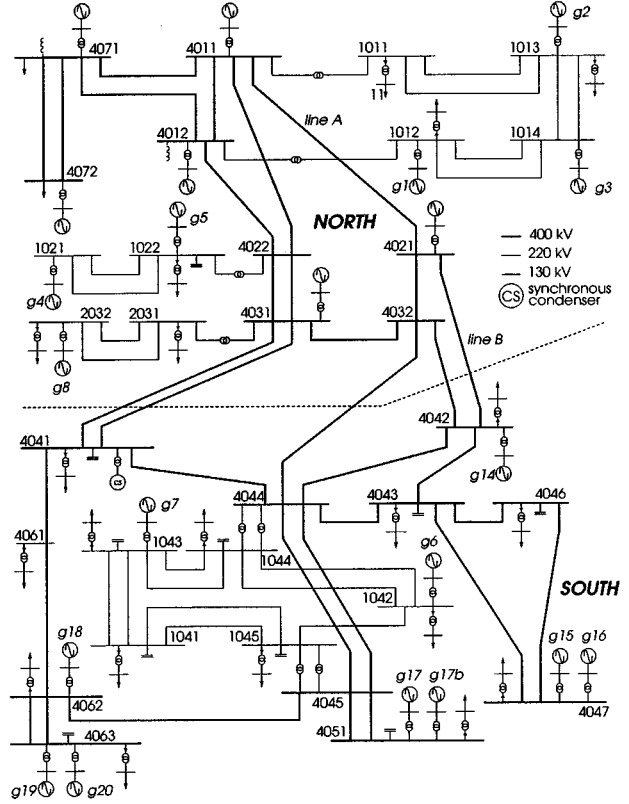 g2
4071
4011
1011
1013
11
line A
4012
1012
1014
4072
g1
g3
g5
NORTH
400 kV
220 kV
130 kV
CS synchronous
condenser
1021
1022
4022
4021
g4
2032
2031
4031
4032
line B
g8
4042
4041
g14
CS
4044
4043
4046
g7
4061
1043
1044
g6
1042
SOUTH
g18
1041
1045
g15
g16
g17
g17b
4062
4045
4051
4047
4063
g19
g20